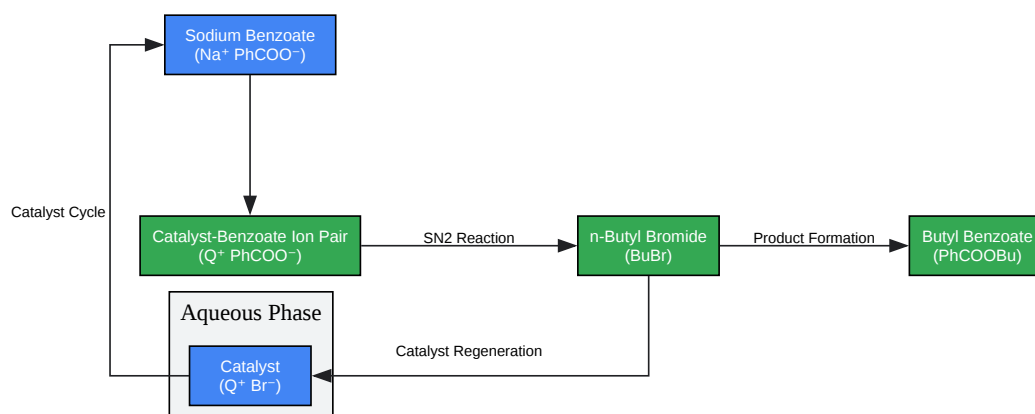 Sodium Benzoate
(Na⁺ PhCOO⁻)
Catalyst Cycle
Catalyst-Benzoate Ion Pair
(Q⁺ PhCOO⁻)
SN2 Reaction
n-Butyl Bromide
(BuBr)
Product Formation
Butyl Benzoate
(PhCOOBu)
Aqueous Phase
Catalyst Regeneration
Catalyst
(Q⁺ Br⁻)